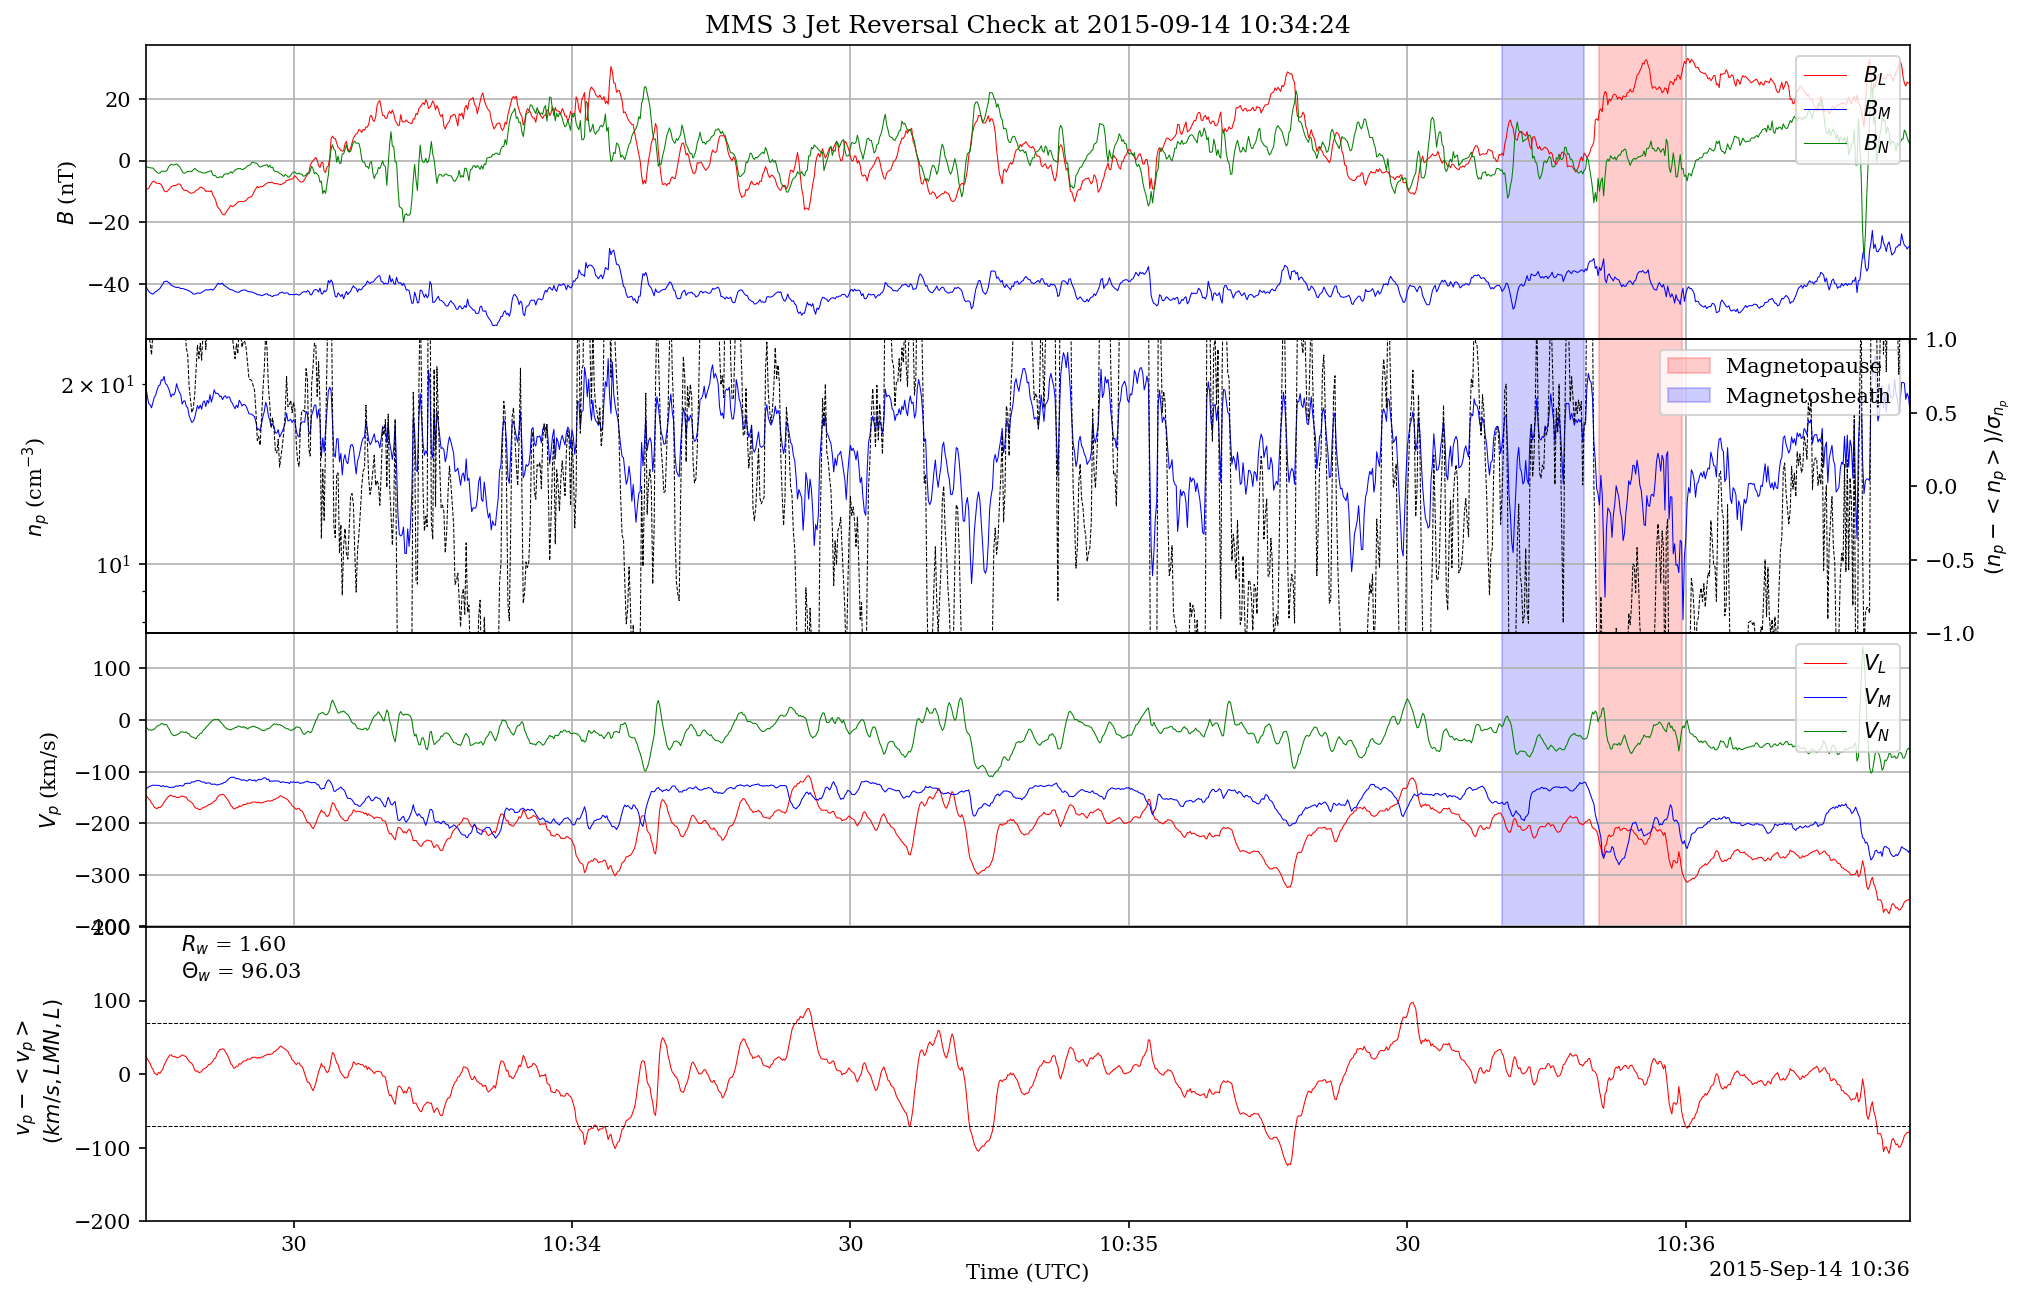 MMS 3 Jet Reversal Check at 2015-09-14 10:34:24
B (nT)
20
0
−20
−40
B_L
B_M
B_N
n_p (cm^−3)
2 × 10^1
10^1
Magnetopause
Magnetosheath
1.0
0.5
0.0
−0.5
−1.0
(n_p − < n_p > )/σ_{n_p}
V_p (km/s)
100
0
−100
−200
−300
−400
V_L
V_M
V_N
v_p − < v_p >
(km/s, LMN, L)
200
100
0
−100
−200
R_w = 1.60
Θ_w = 96.03
30
10:34
30
10:35
30
10:36
Time (UTC)
2015-Sep-14 10:36